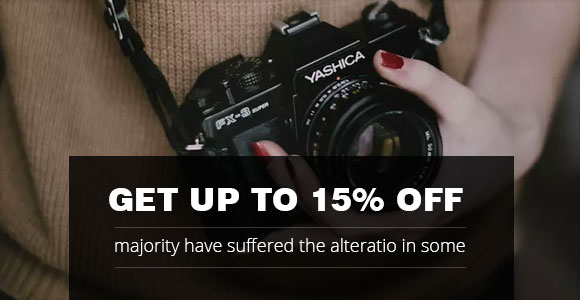 YASHICA
FX-3 SUPER
GET UP TO 15% OFF
majority have suffered the alteratio in some